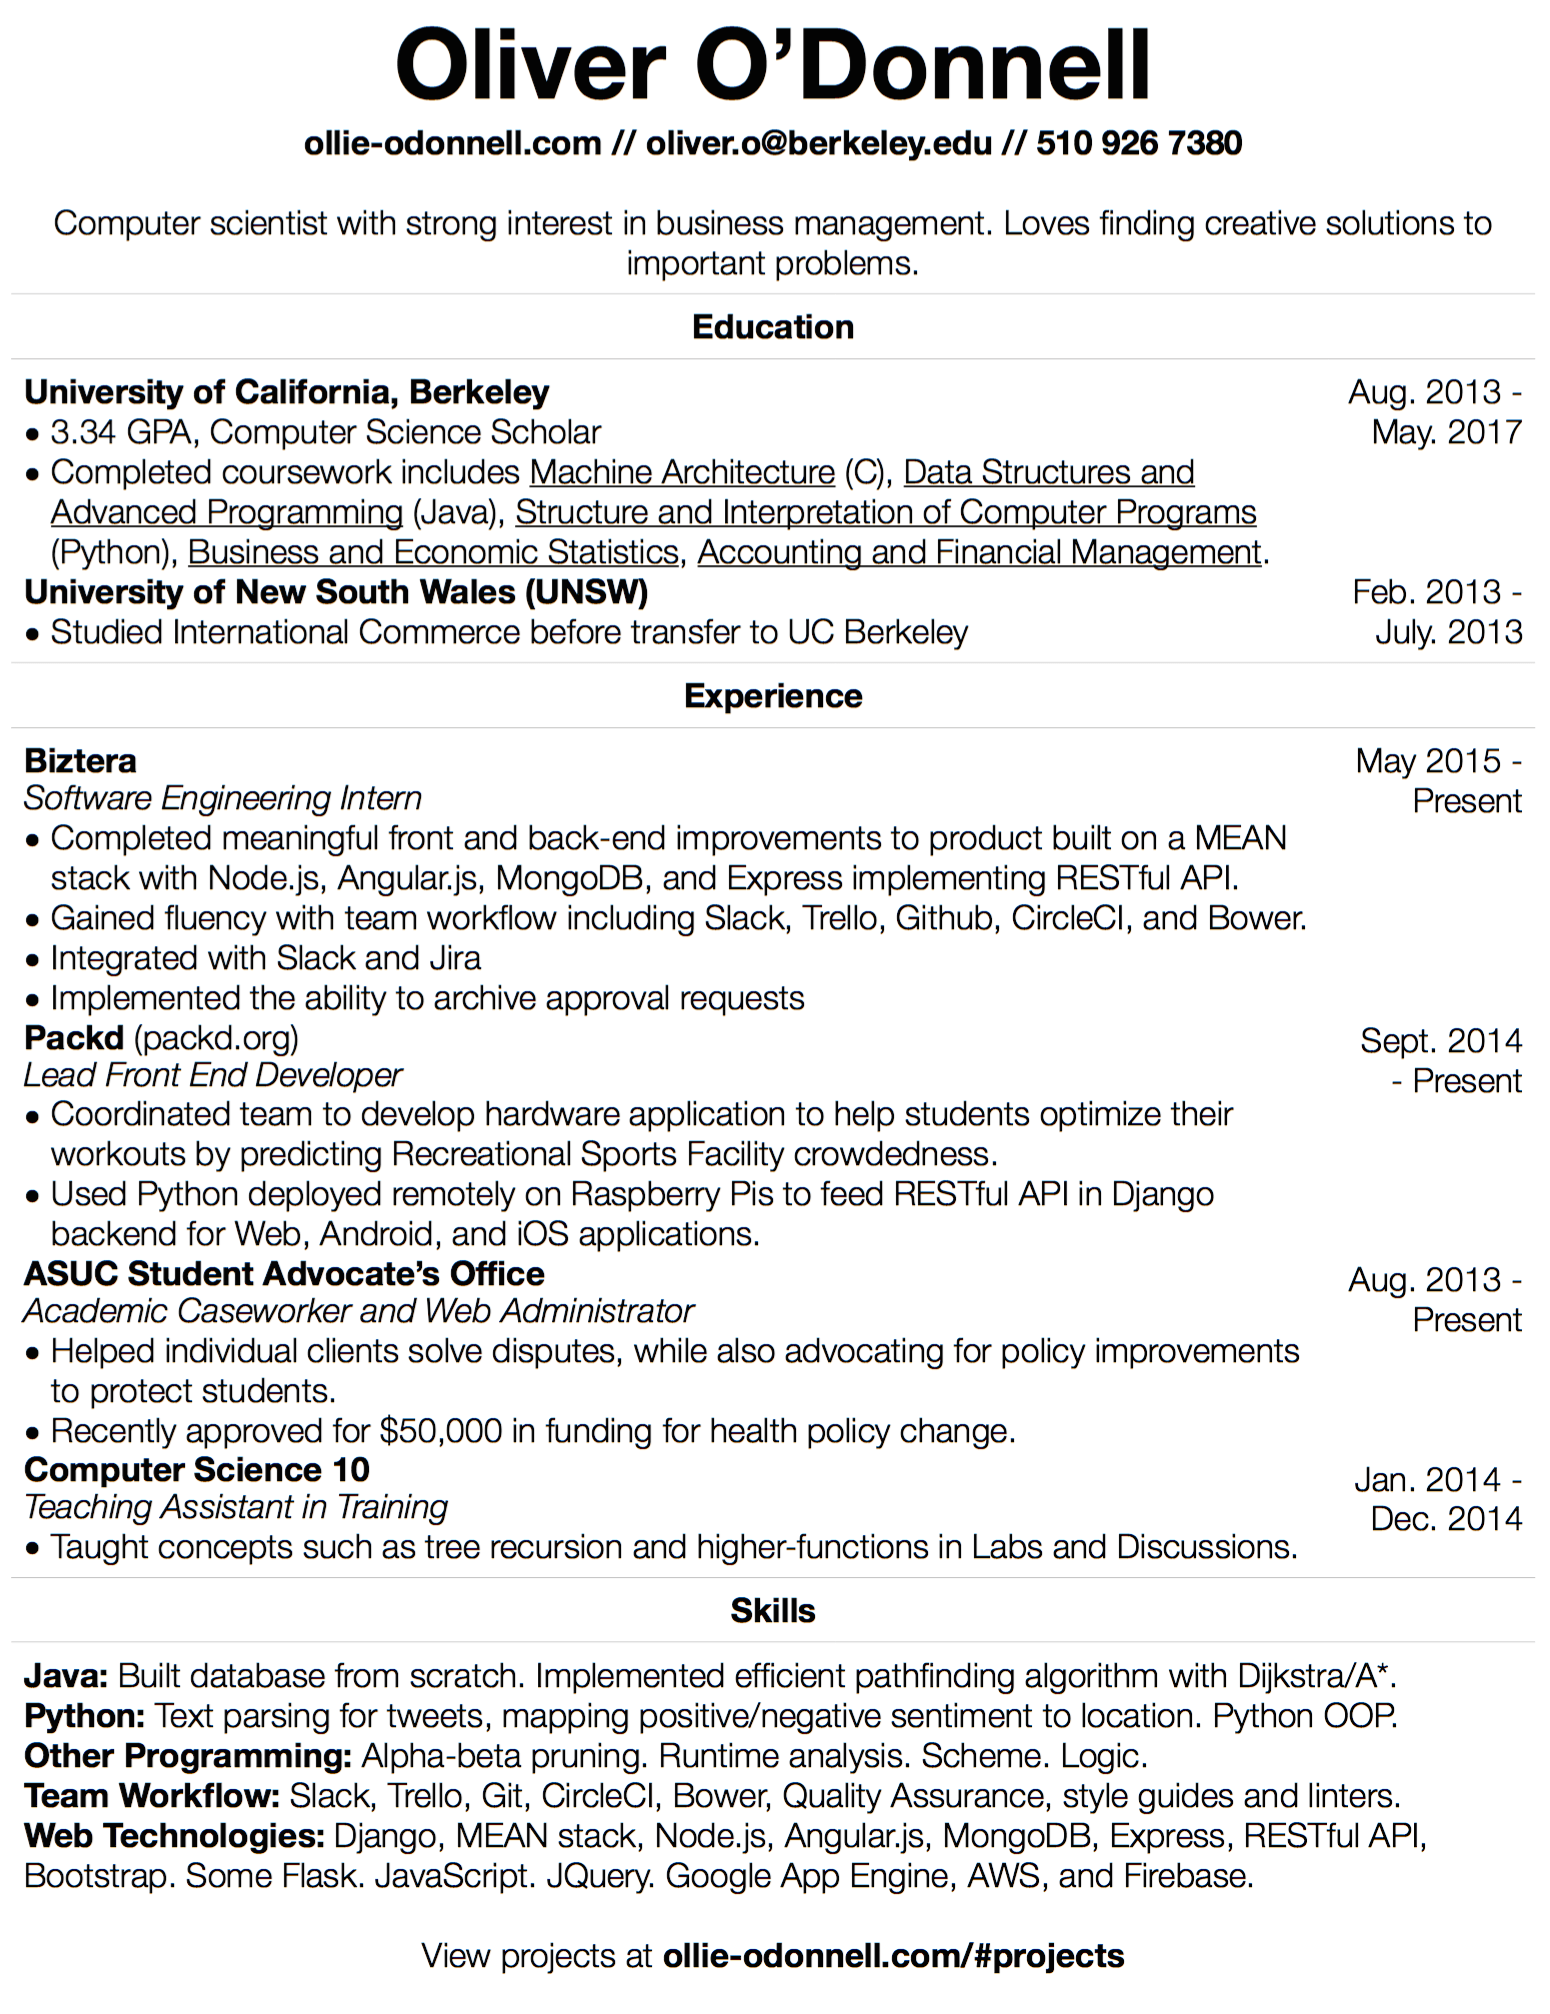 Oliver O’Donnell
ollie-odonnell.com // oliver.o@berkeley.edu // 510 926 7380
Computer scientist with strong interest in business management. Loves finding creative solutions to
important problems.
Education
University of California, Berkeley Aug. 2013 -
• 3.34 GPA, Computer Science Scholar May. 2017
• Completed coursework includes Machine Architecture (C), Data Structures and
Advanced Programming (Java), Structure and Interpretation of Computer Programs
(Python), Business and Economic Statistics, Accounting and Financial Management.
University of New South Wales (UNSW) Feb. 2013 -
• Studied International Commerce before transfer to UC Berkeley July. 2013
Experience
Biztera May 2015 -
Software Engineering Intern Present
• Completed meaningful front and back-end improvements to product built on a MEAN
stack with Node.js, Angular.js, MongoDB, and Express implementing RESTful API.
• Gained fluency with team workflow including Slack, Trello, Github, CircleCI, and Bower.
• Integrated with Slack and Jira
• Implemented the ability to archive approval requests
Packd (packd.org) Sept. 2014
Lead Front End Developer - Present
• Coordinated team to develop hardware application to help students optimize their
workouts by predicting Recreational Sports Facility crowdedness.
• Used Python deployed remotely on Raspberry Pis to feed RESTful API in Django
backend for Web, Android, and iOS applications.
ASUC Student Advocate’s Office Aug. 2013 -
Academic Caseworker and Web Administrator Present
• Helped individual clients solve disputes, while also advocating for policy improvements
to protect students.
• Recently approved for $50,000 in funding for health policy change.
Computer Science 10 Jan. 2014 -
Teaching Assistant in Training Dec. 2014
• Taught concepts such as tree recursion and higher-functions in Labs and Discussions.
Skills
Java: Built database from scratch. Implemented efficient pathfinding algorithm with Dijkstra/A*.
Python: Text parsing for tweets, mapping positive/negative sentiment to location. Python OOP.
Other Programming: Alpha-beta pruning. Runtime analysis. Scheme. Logic.
Team Workflow: Slack, Trello, Git, CircleCI, Bower, Quality Assurance, style guides and linters.
Web Technologies: Django, MEAN stack, Node.js, Angular.js, MongoDB, Express, RESTful API,
Bootstrap. Some Flask. JavaScript. JQuery. Google App Engine, AWS, and Firebase.
View projects at ollie-odonnell.com/#projects